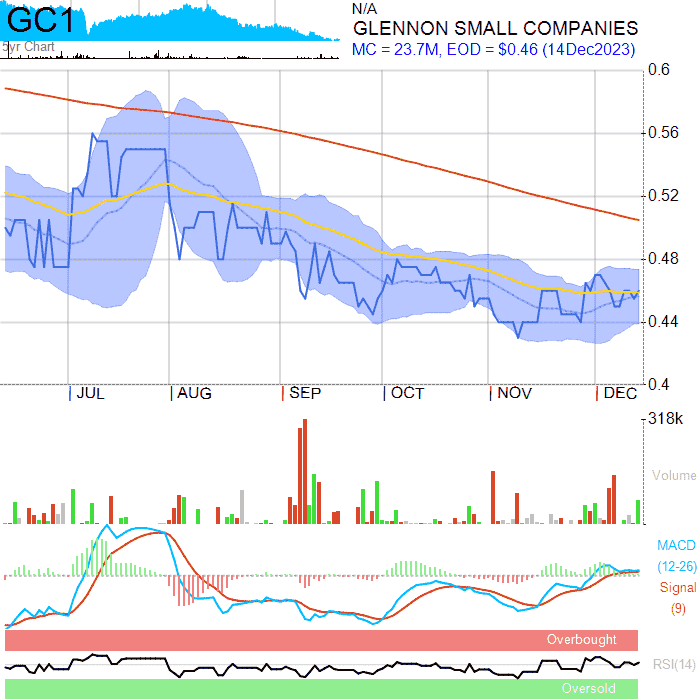 GC1
5yr Chart
N/A
GLENNON SMALL COMPANIES
MC = 23.7M, EOD = $0.46 (14Dec2023)
0.6
0.56
0.52
0.48
0.44
0.4
JUL AUG SEP OCT NOV DEC
318k
Volume
MACD
(12-26)
Signal
(9)
Overbought
RSI(14)
Oversold